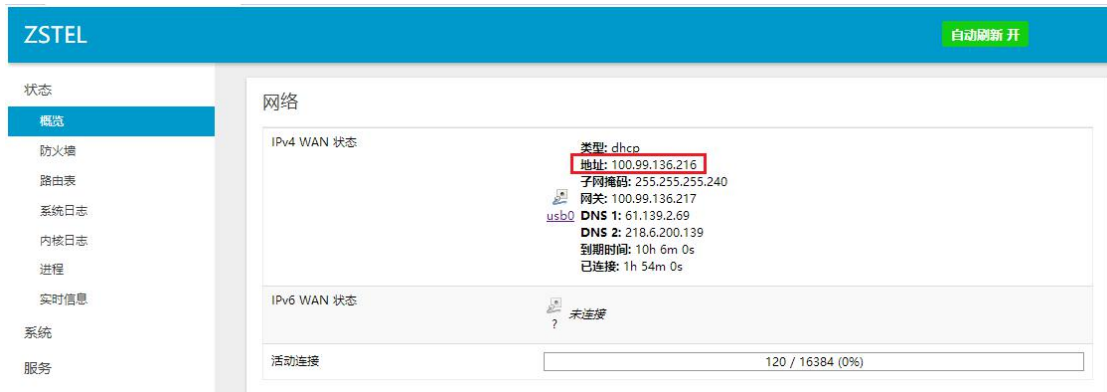 ZSTEL
自动刷新 开
状态
概览
防火墙
路由表
系统日志
内核日志
进程
实时信息
系统
服务
网络
IPv4 WAN 状态
usb0
类型: dhcp
地址: 100.99.136.216
子网掩码: 255.255.255.240
网关: 100.99.136.217
DNS 1: 61.139.2.69
DNS 2: 218.6.200.139
到期时间: 10h 6m 0s
已连接: 1h 54m 0s
IPv6 WAN 状态
?
未连接
活动连接
120 / 16384 (0%)